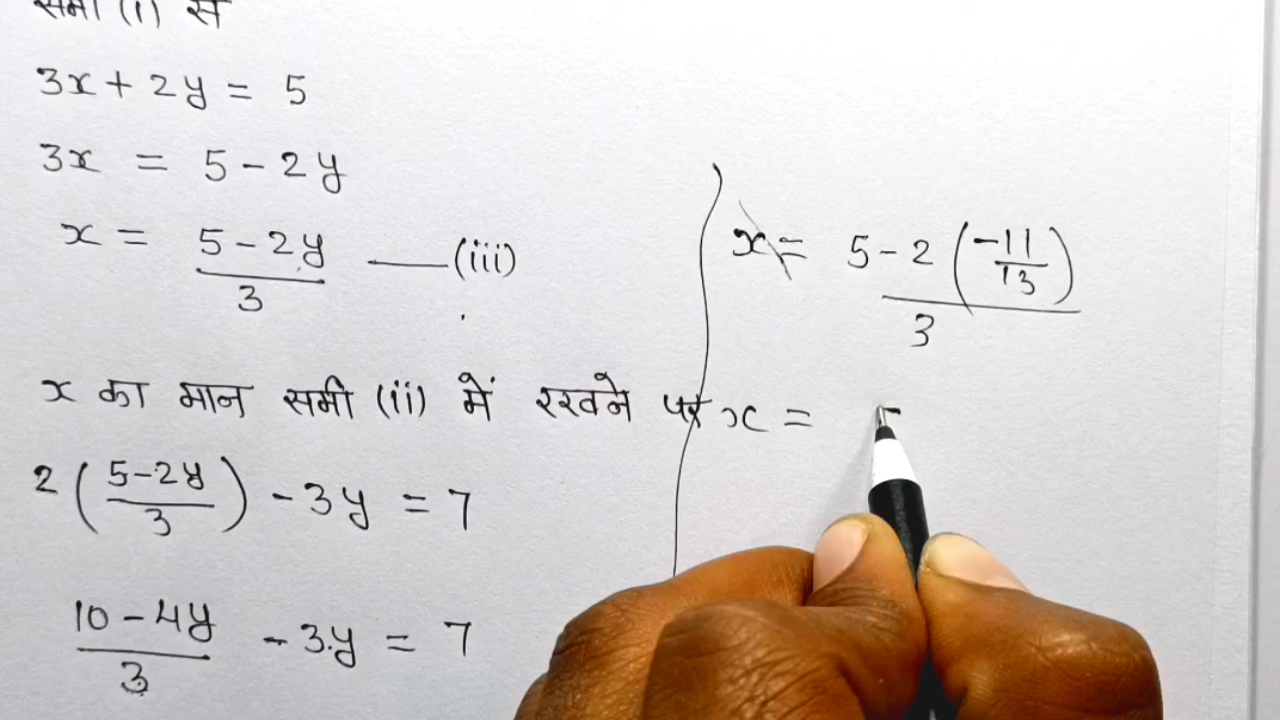 समी (i) से
3x + 2y = 5
3x = 5 - 2y
x = 5 - 2y / 3 —— (iii)
x का मान समी (ii) में रखने पर
2 ( 5-2y / 3 ) - 3y = 7
10 - 4y / 3 - 3y = 7
x = 5 - 2 ( -11 / 13 ) / 3
x =